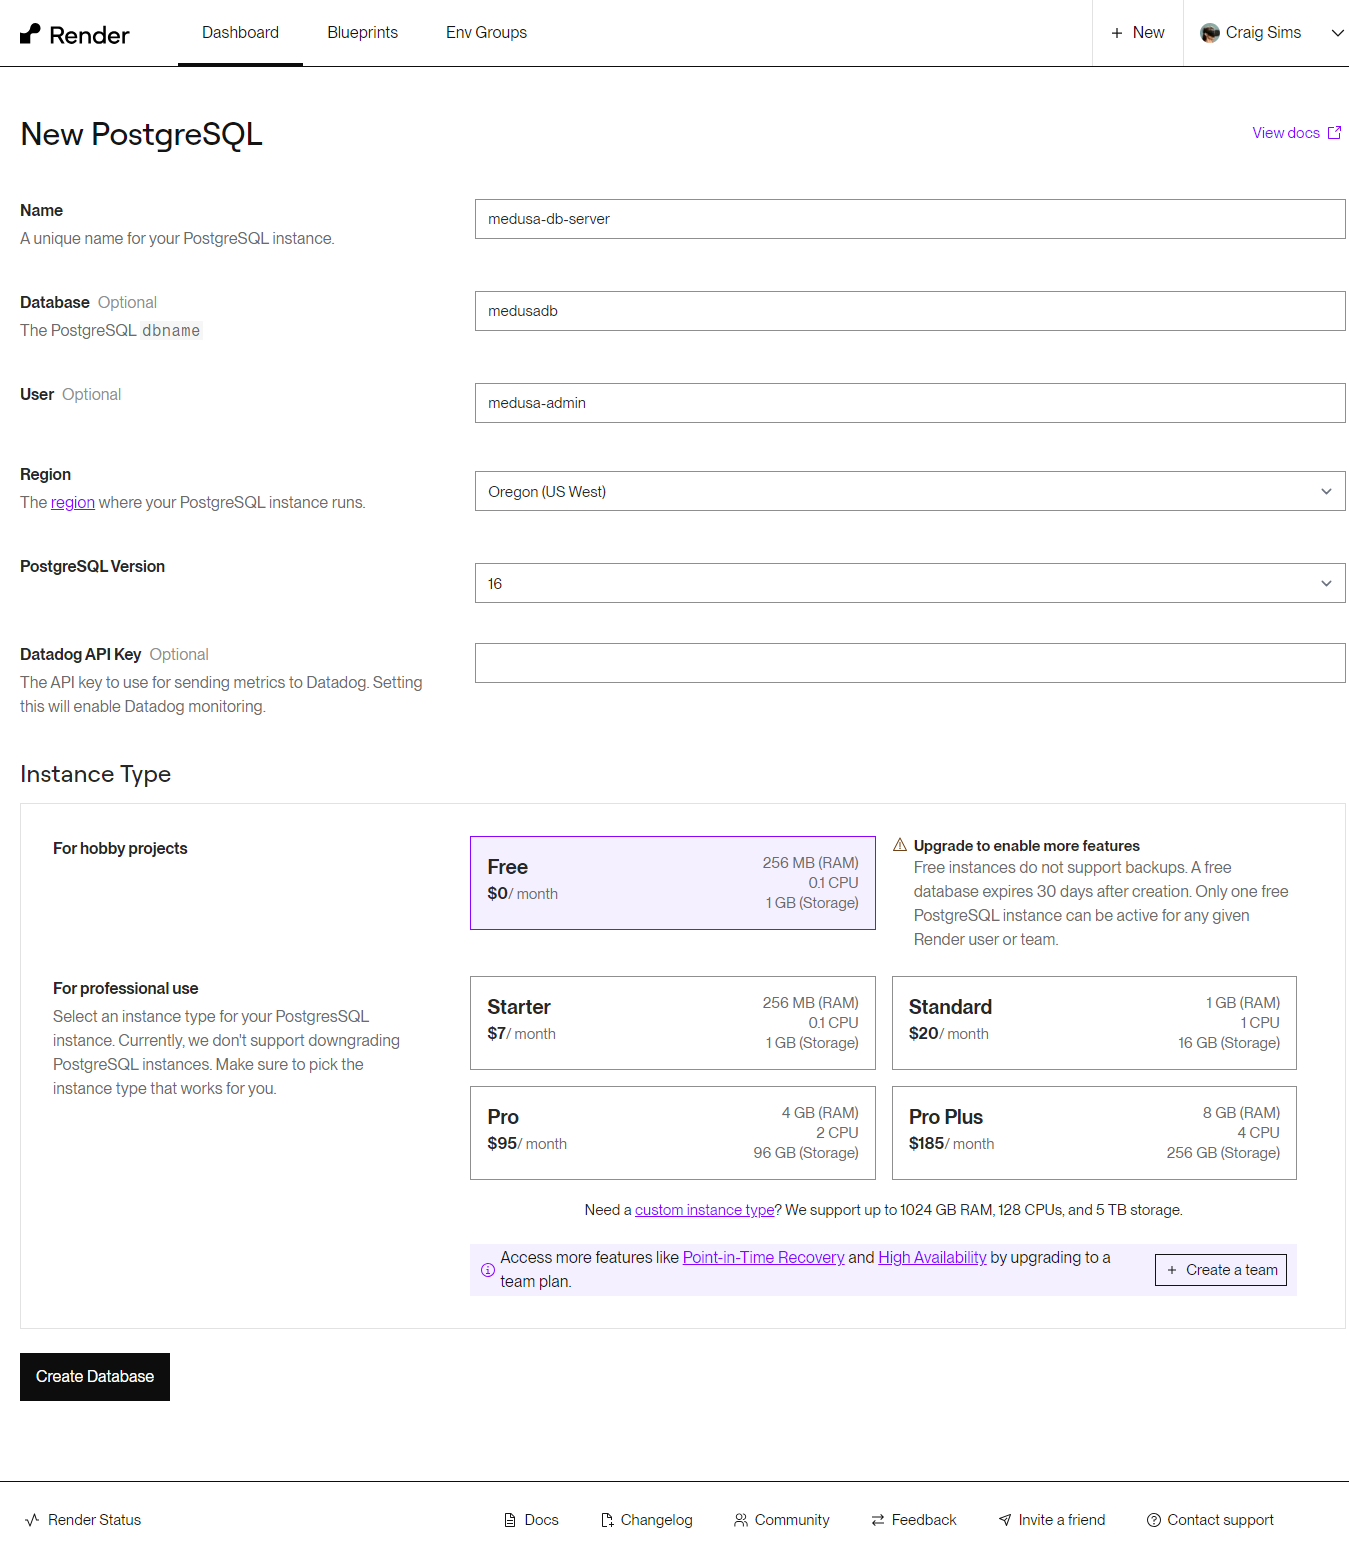 Render
Dashboard
Blueprints
Env Groups
+ New
Craig Sims
New PostgreSQL
View docs
Name
A unique name for your PostgreSQL instance.
medusa-db-server
Database Optional
The PostgreSQL dbname
medusadb
User Optional
medusa-admin
Region
The region where your PostgreSQL instance runs.
Oregon (US West)
PostgreSQL Version
16
Datadog API Key Optional
The API key to use for sending metrics to Datadog. Setting
this will enable Datadog monitoring.
Instance Type
For hobby projects
Free
$0/ month
256 MB (RAM)
0.1 CPU
1 GB (Storage)
Upgrade to enable more features
Free instances do not support backups. A free
database expires 30 days after creation. Only one free
PostgreSQL instance can be active for any given
Render user or team.
For professional use
Select an instance type for your PostgresSQL
instance. Currently, we don't support downgrading
PostgreSQL instances. Make sure to pick the
instance type that works for you.
Starter
$7/ month
256 MB (RAM)
0.1 CPU
1 GB (Storage)
Standard
$20/ month
1 GB (RAM)
1 CPU
16 GB (Storage)
Pro
$95/ month
4 GB (RAM)
2 CPU
96 GB (Storage)
Pro Plus
$185/ month
8 GB (RAM)
4 CPU
256 GB (Storage)
Need a custom instance type? We support up to 1024 GB RAM, 128 CPUs, and 5 TB storage.
Access more features like Point-in-Time Recovery and High Availability by upgrading to a
team plan.
+ Create a team
Create Database
Render Status
Docs
Changelog
Community
Feedback
Invite a friend
Contact support